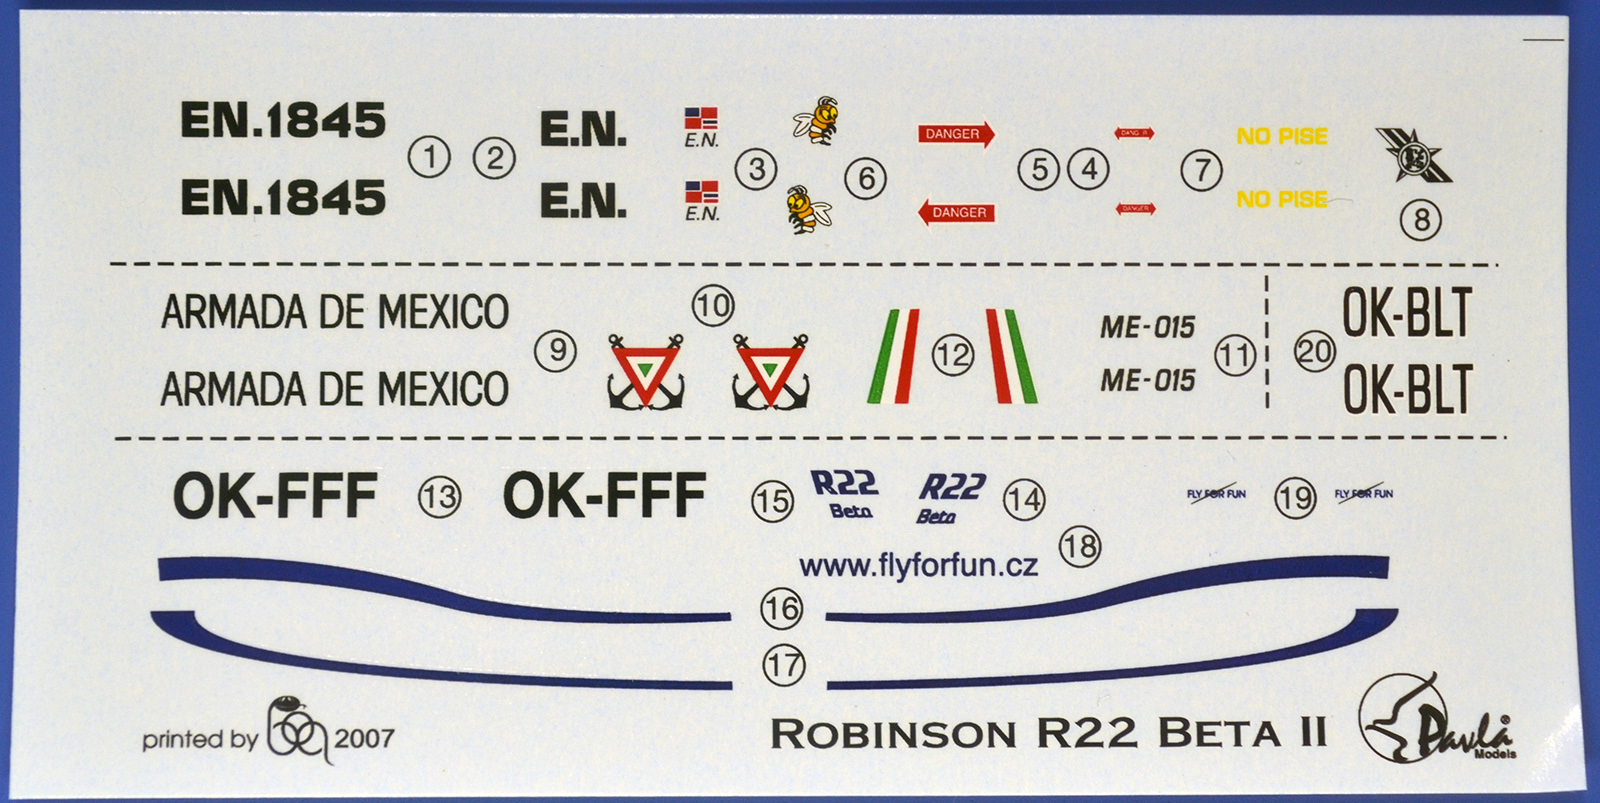 EN.1845
EN.1845
1
2
E.N.
E.N.
E.N.
E.N.
3
6
DANGER
DANGER
5
4
DANGER
7
NO PISE
NO PISE
8
ARMADA DE MEXICO
ARMADA DE MEXICO
9
10
12
ME-015
ME-015
11
20
OK-BLT
OK-BLT
OK-FFF
13
OK-FFF
15
R22
Beta
R22
Beta
14
FLY FOR FUN
19
FLY FOR FUN
www.flyforfun.cz
18
16
17
printed by
2007
ROBINSON R22 BETA II
Pavla
Models